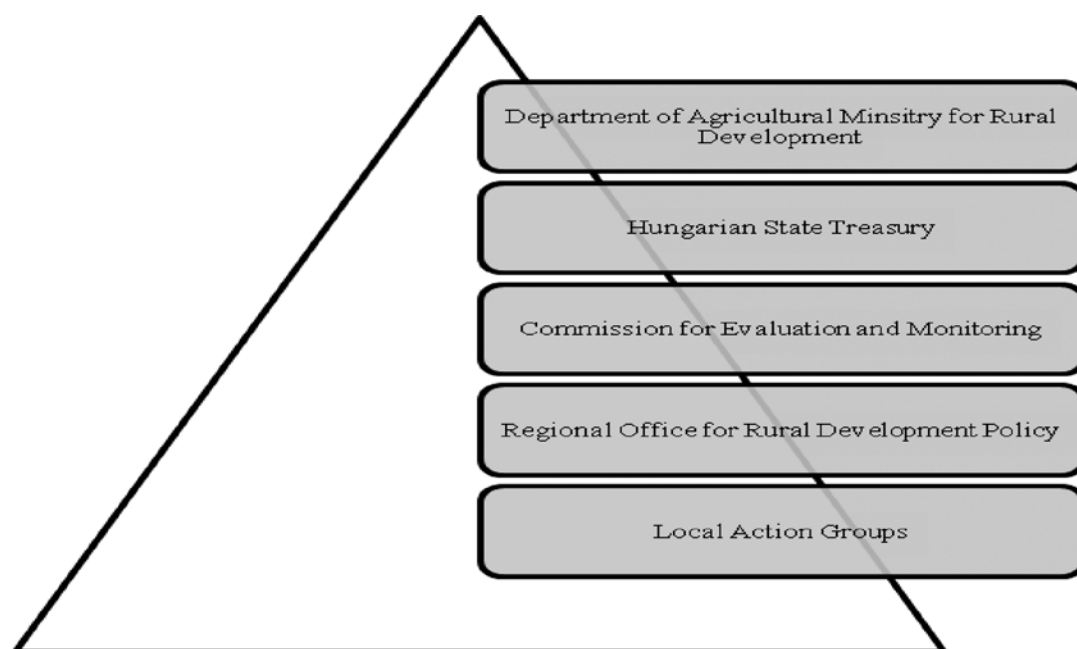 Department of Agricultural Minsitry for Rural
Development
Hungarian State Treasury
Commission for Evaluation and Monitoring
Regional Office for Rural Development Policy
Local Action Groups